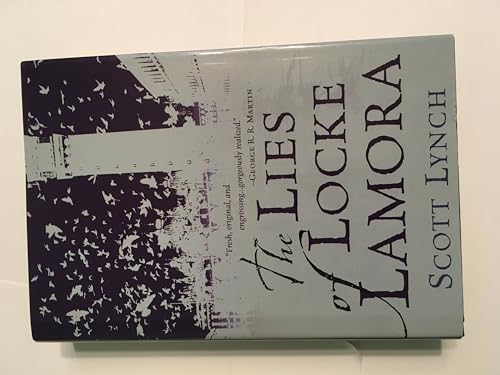 "Fresh, original, and
engrossing...gorgeously realized."
—George R. R. Martin
The Lies
of Locke
Lamora
Scott Lynch